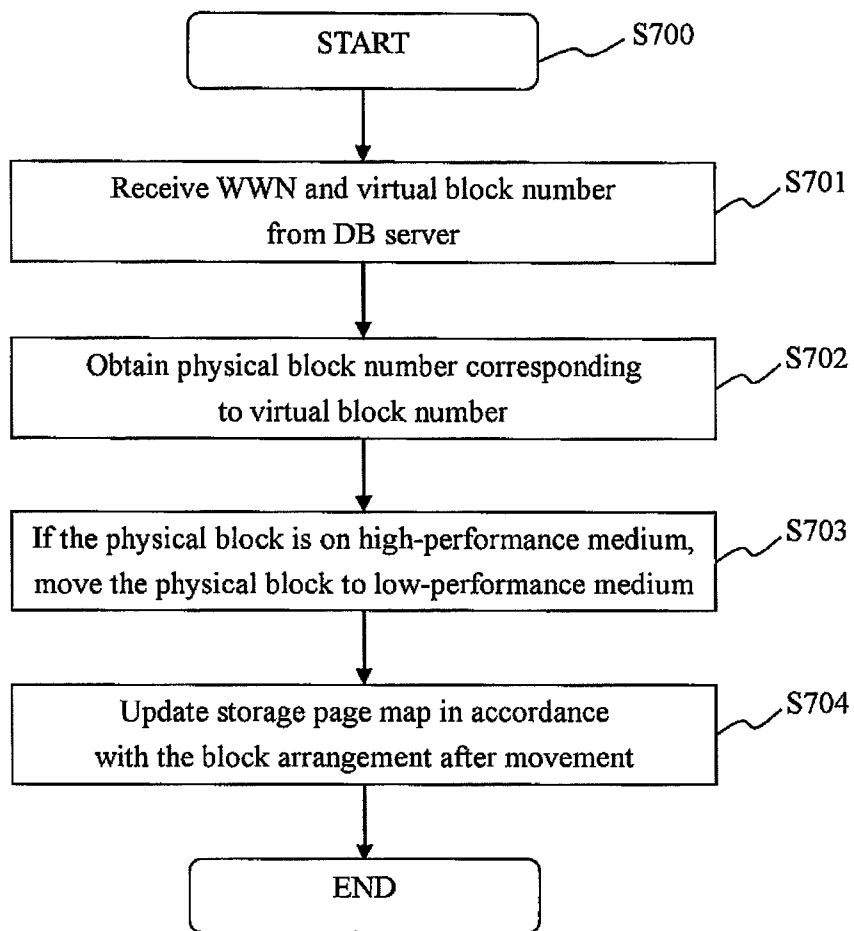 START
S700
Receive WWN and virtual block number
from DB server
S701
Obtain physical block number corresponding
to virtual block number
S702
If the physical block is on high-performance medium,
move the physical block to low-performance medium
S703
Update storage page map in accordance
with the block arrangement after movement
S704
END